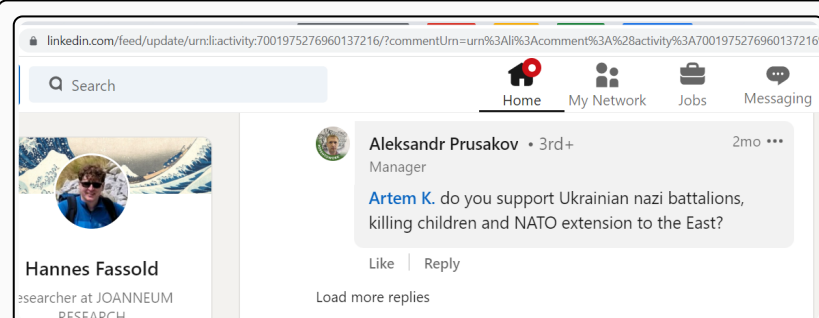 linkedin.com/feed/update/urn:li:activity:7001975276960137216/?commentUrn=urn%3Ali%3Acomment%3A%28activity%3A7001975276960137216
Search
Home
My Network
Jobs
Messaging
Aleksandr Prusakov • 3rd+
2mo •••
Manager
Artem K. do you support Ukrainian nazi battalions,
killing children and NATO extension to the East?
Like
Reply
Load more replies
Hannes Fassold
esearcher at JOANNEUM
RESEARCH